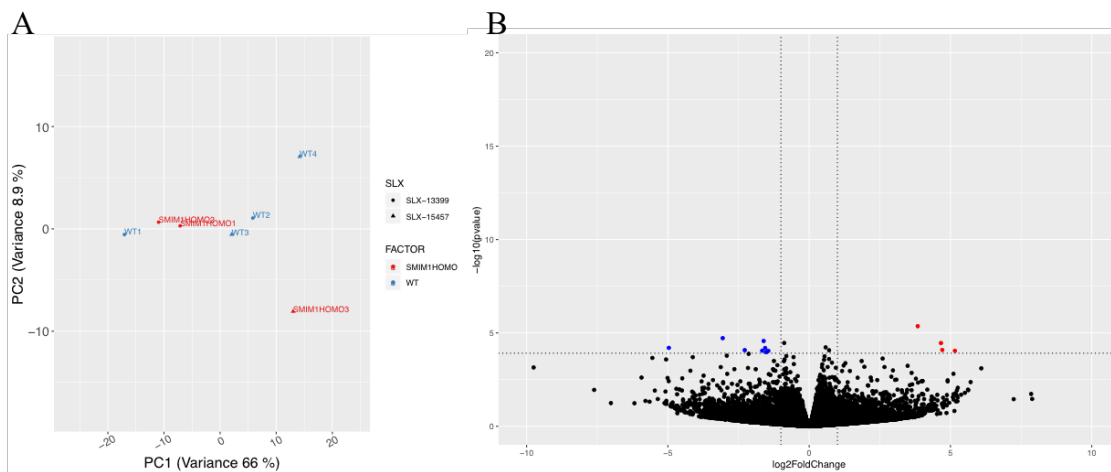 A
B
10
0
−10
−20
−10
0
10
20
PC2 (Variance 8.9 %)
PC1 (Variance 66 %)
WT4
SMIM1HOMO2
SMIM1HOMO1
WT2
WT1
WT3
SMIM1HOMO3
SLX
SLX−13399
SLX−15457
FACTOR
SMIM1HOMO
WT
20
15
10
5
0
−log10(pvalue)
−10
−5
0
5
10
log2FoldChange